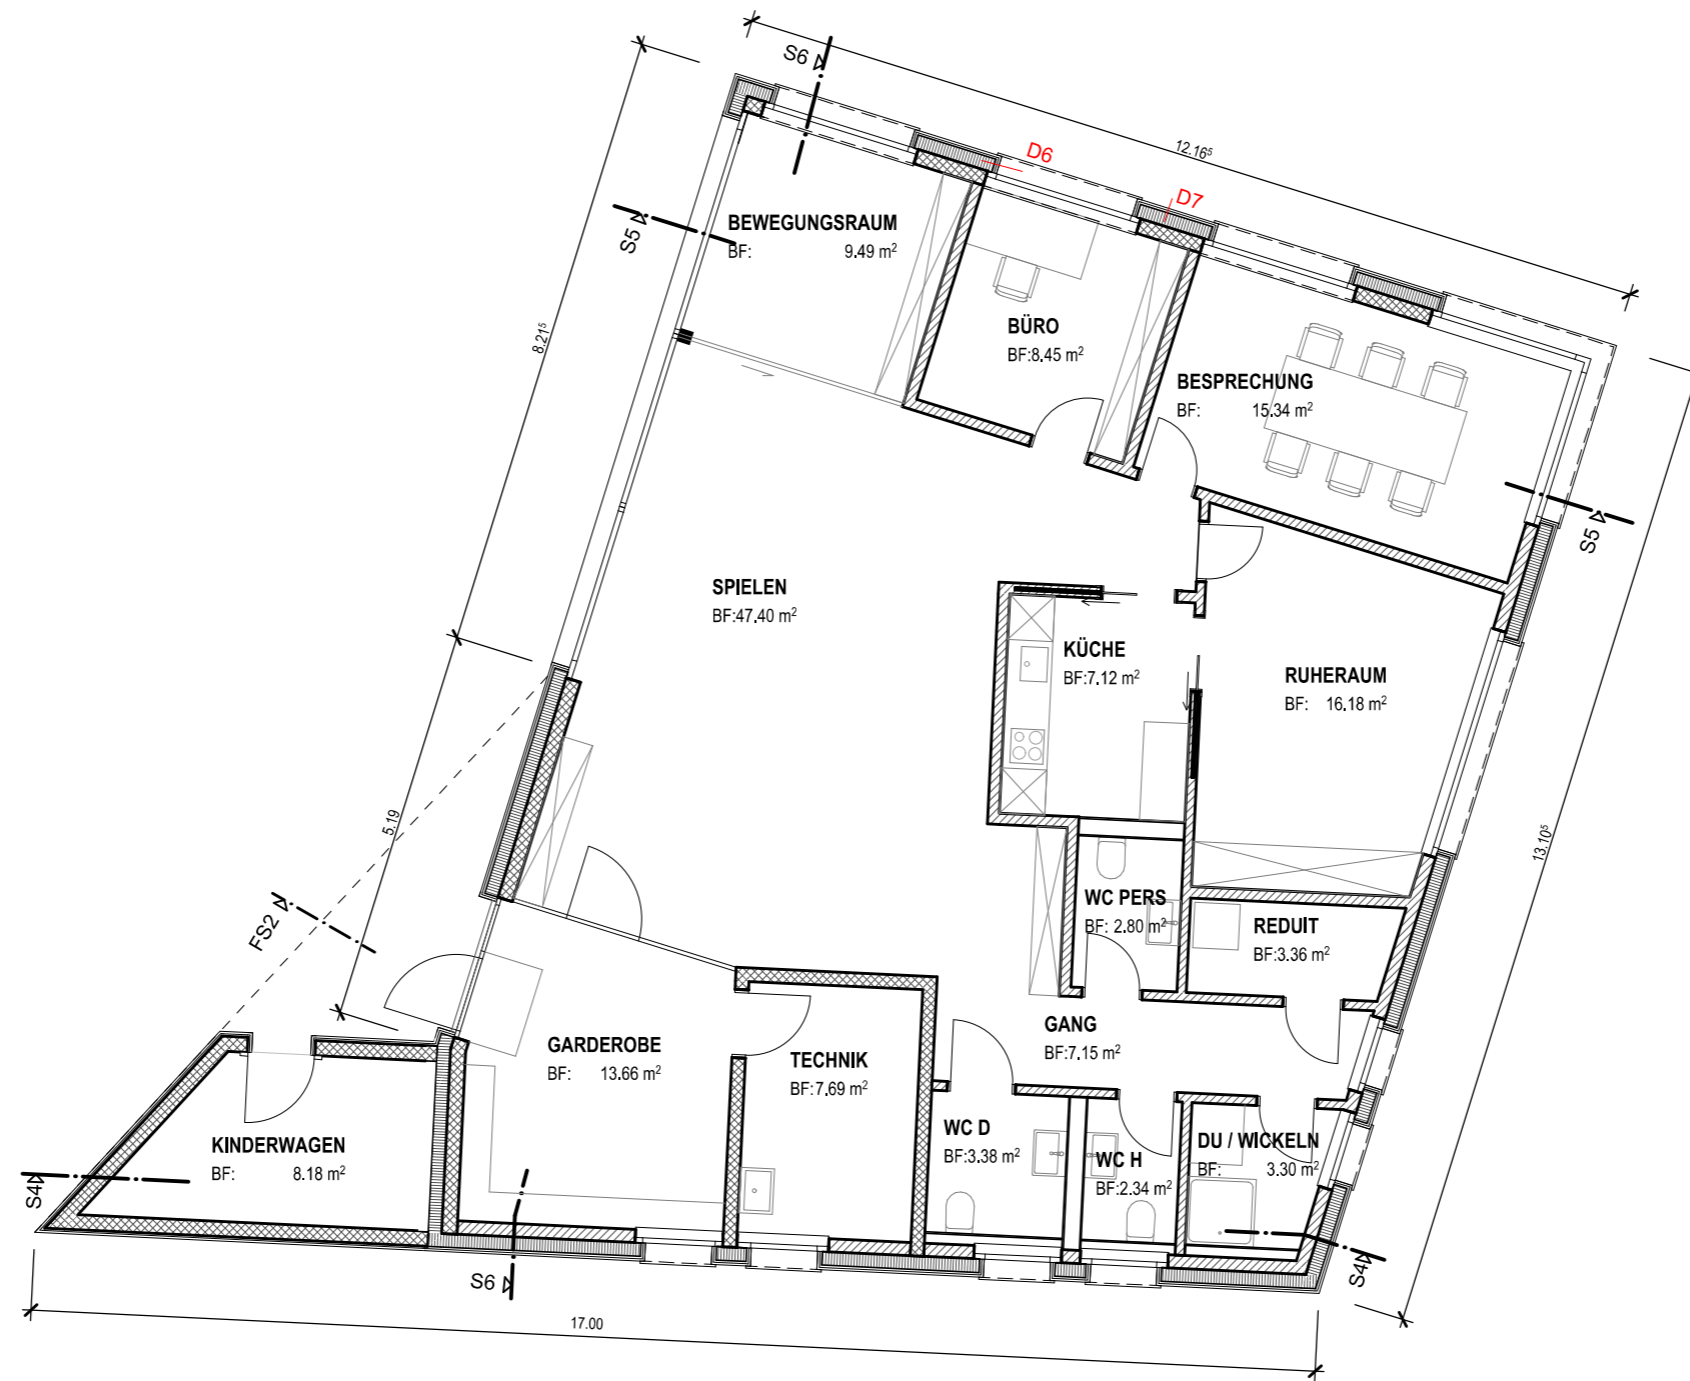 S6
12.16⁵
D6
D7
S5
BEWEGUNGSRAUM
BF: 9.49 m²
8.21⁵
BÜRO
BF:8.45 m²
BESPRECHUNG
BF: 15.34 m²
S5
SPIELEN
BF:47.40 m²
KÜCHE
BF:7.12 m²
RUHERAUM
BF: 16.18 m²
5.19
13.10⁵
FS2
WC PERS
BF: 2.80 m²
REDUIT
BF:3.36 m²
GANG
BF:7.15 m²
GARDEROBE
BF: 13.66 m²
TECHNIK
BF:7.69 m²
KINDERWAGEN
BF: 8.18 m²
WC D
BF:3.38 m²
WC H
BF:2.34 m²
DU / WICKELN
BF: 3.30 m²
S4
S4
S6
17.00